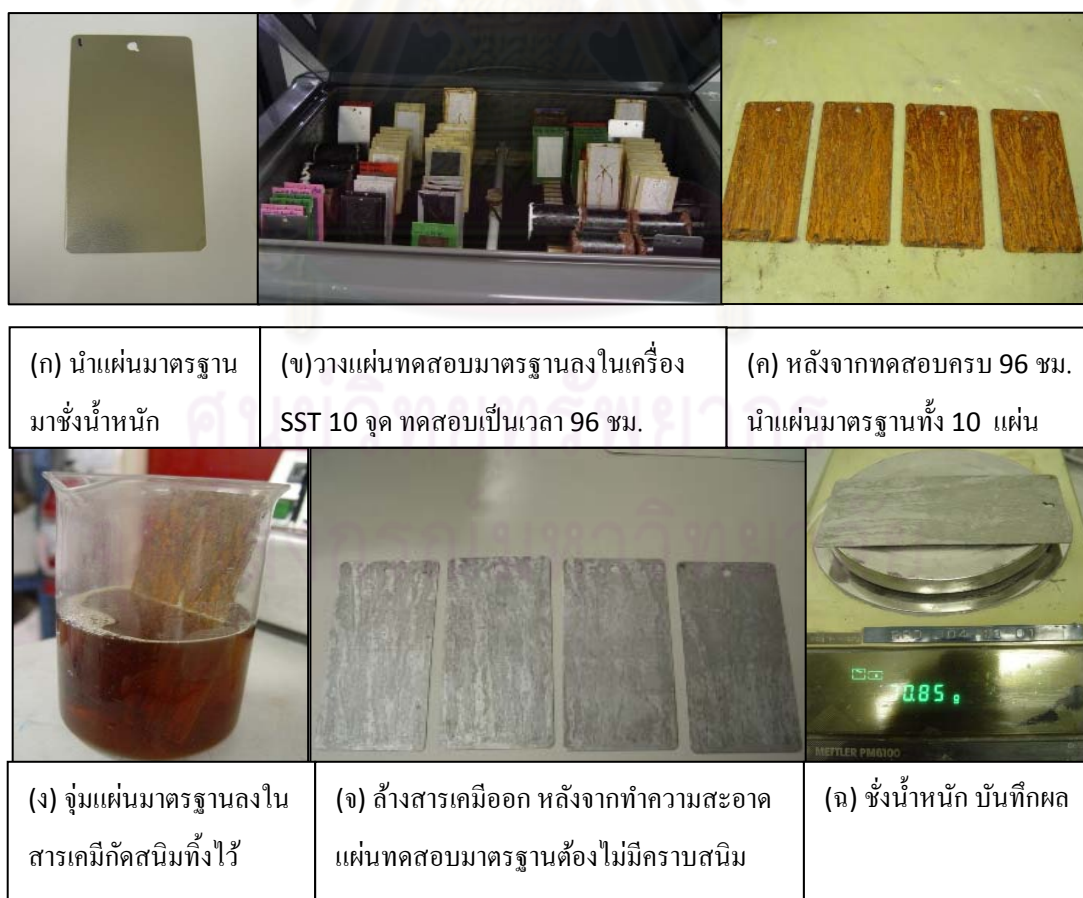 (ก) นำแผ่นมาตรฐาน
มาชั่งน้ำหนัก
(ข)วางแผ่นทดสอบมาตรฐานลงในเครื่อง
SST 10 จุด ทดสอบเป็นเวลา 96 ชม.
(ค) หลังจากทดสอบครบ 96 ชม.
นำแผ่นมาตรฐานทั้ง 10 แผ่น
0.85 g
METTLER PM6100
(ง) จุ่มแผ่นมาตรฐานลงใน
สารเคมีกัดสนิมทิ้งไว้
(จ) ล้างสารเคมีออก หลังจากทำความสะอาด
แผ่นทดสอบมาตรฐานต้องไม่มีคราบสนิม
(ฉ) ชั่งน้ำหนัก บันทึกผล